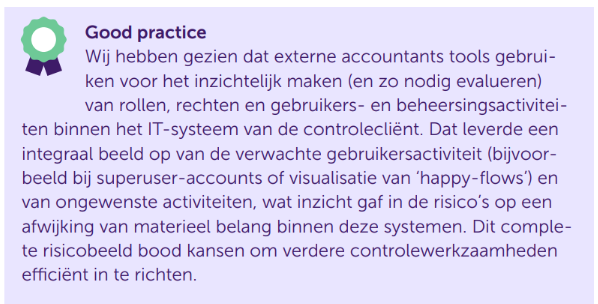 Good practice
Wij hebben gezien dat externe accountants tools gebrui-
ken voor het inzichtelijk maken (en zo nodig evalueren)
van rollen, rechten en gebruikers- en beheersingsactivitei-
ten binnen het IT-systeem van de controlecliënt. Dat leverde een
integraal beeld op van de verwachte gebruikersactiviteit (bijvoor-
beeld bij superuser-accounts of visualisatie van ‘happy-flows’) en
van ongewenste activiteiten, wat inzicht gaf in de risico’s op een
afwijking van materieel belang binnen deze systemen. Dit comple-
te risicobeeld bood kansen om verdere controlewerkzaamheden
efficiënt in te richten.